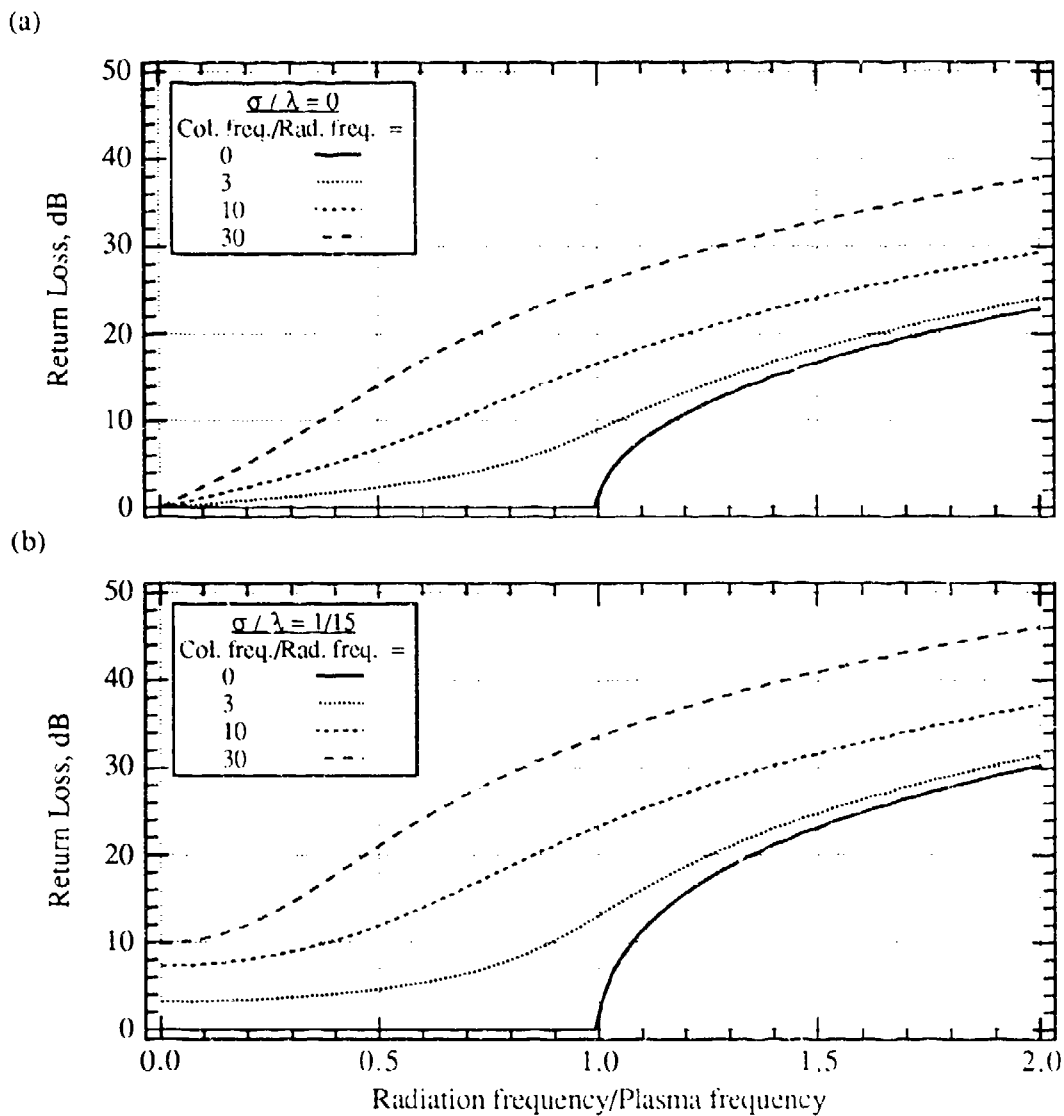 (a)
50
40
30
20
10
0
Return Loss, dB
σ / λ = 0
Col. freq./Rad. freq. =
0
3
10
30
(b)
50
40
30
20
10
0
Return Loss, dB
σ / λ = 1/15
Col. freq./Rad. freq. =
0
3
10
30
0.0 0.5 1.0 1.5 2.0
Radiation frequency/Plasma frequency